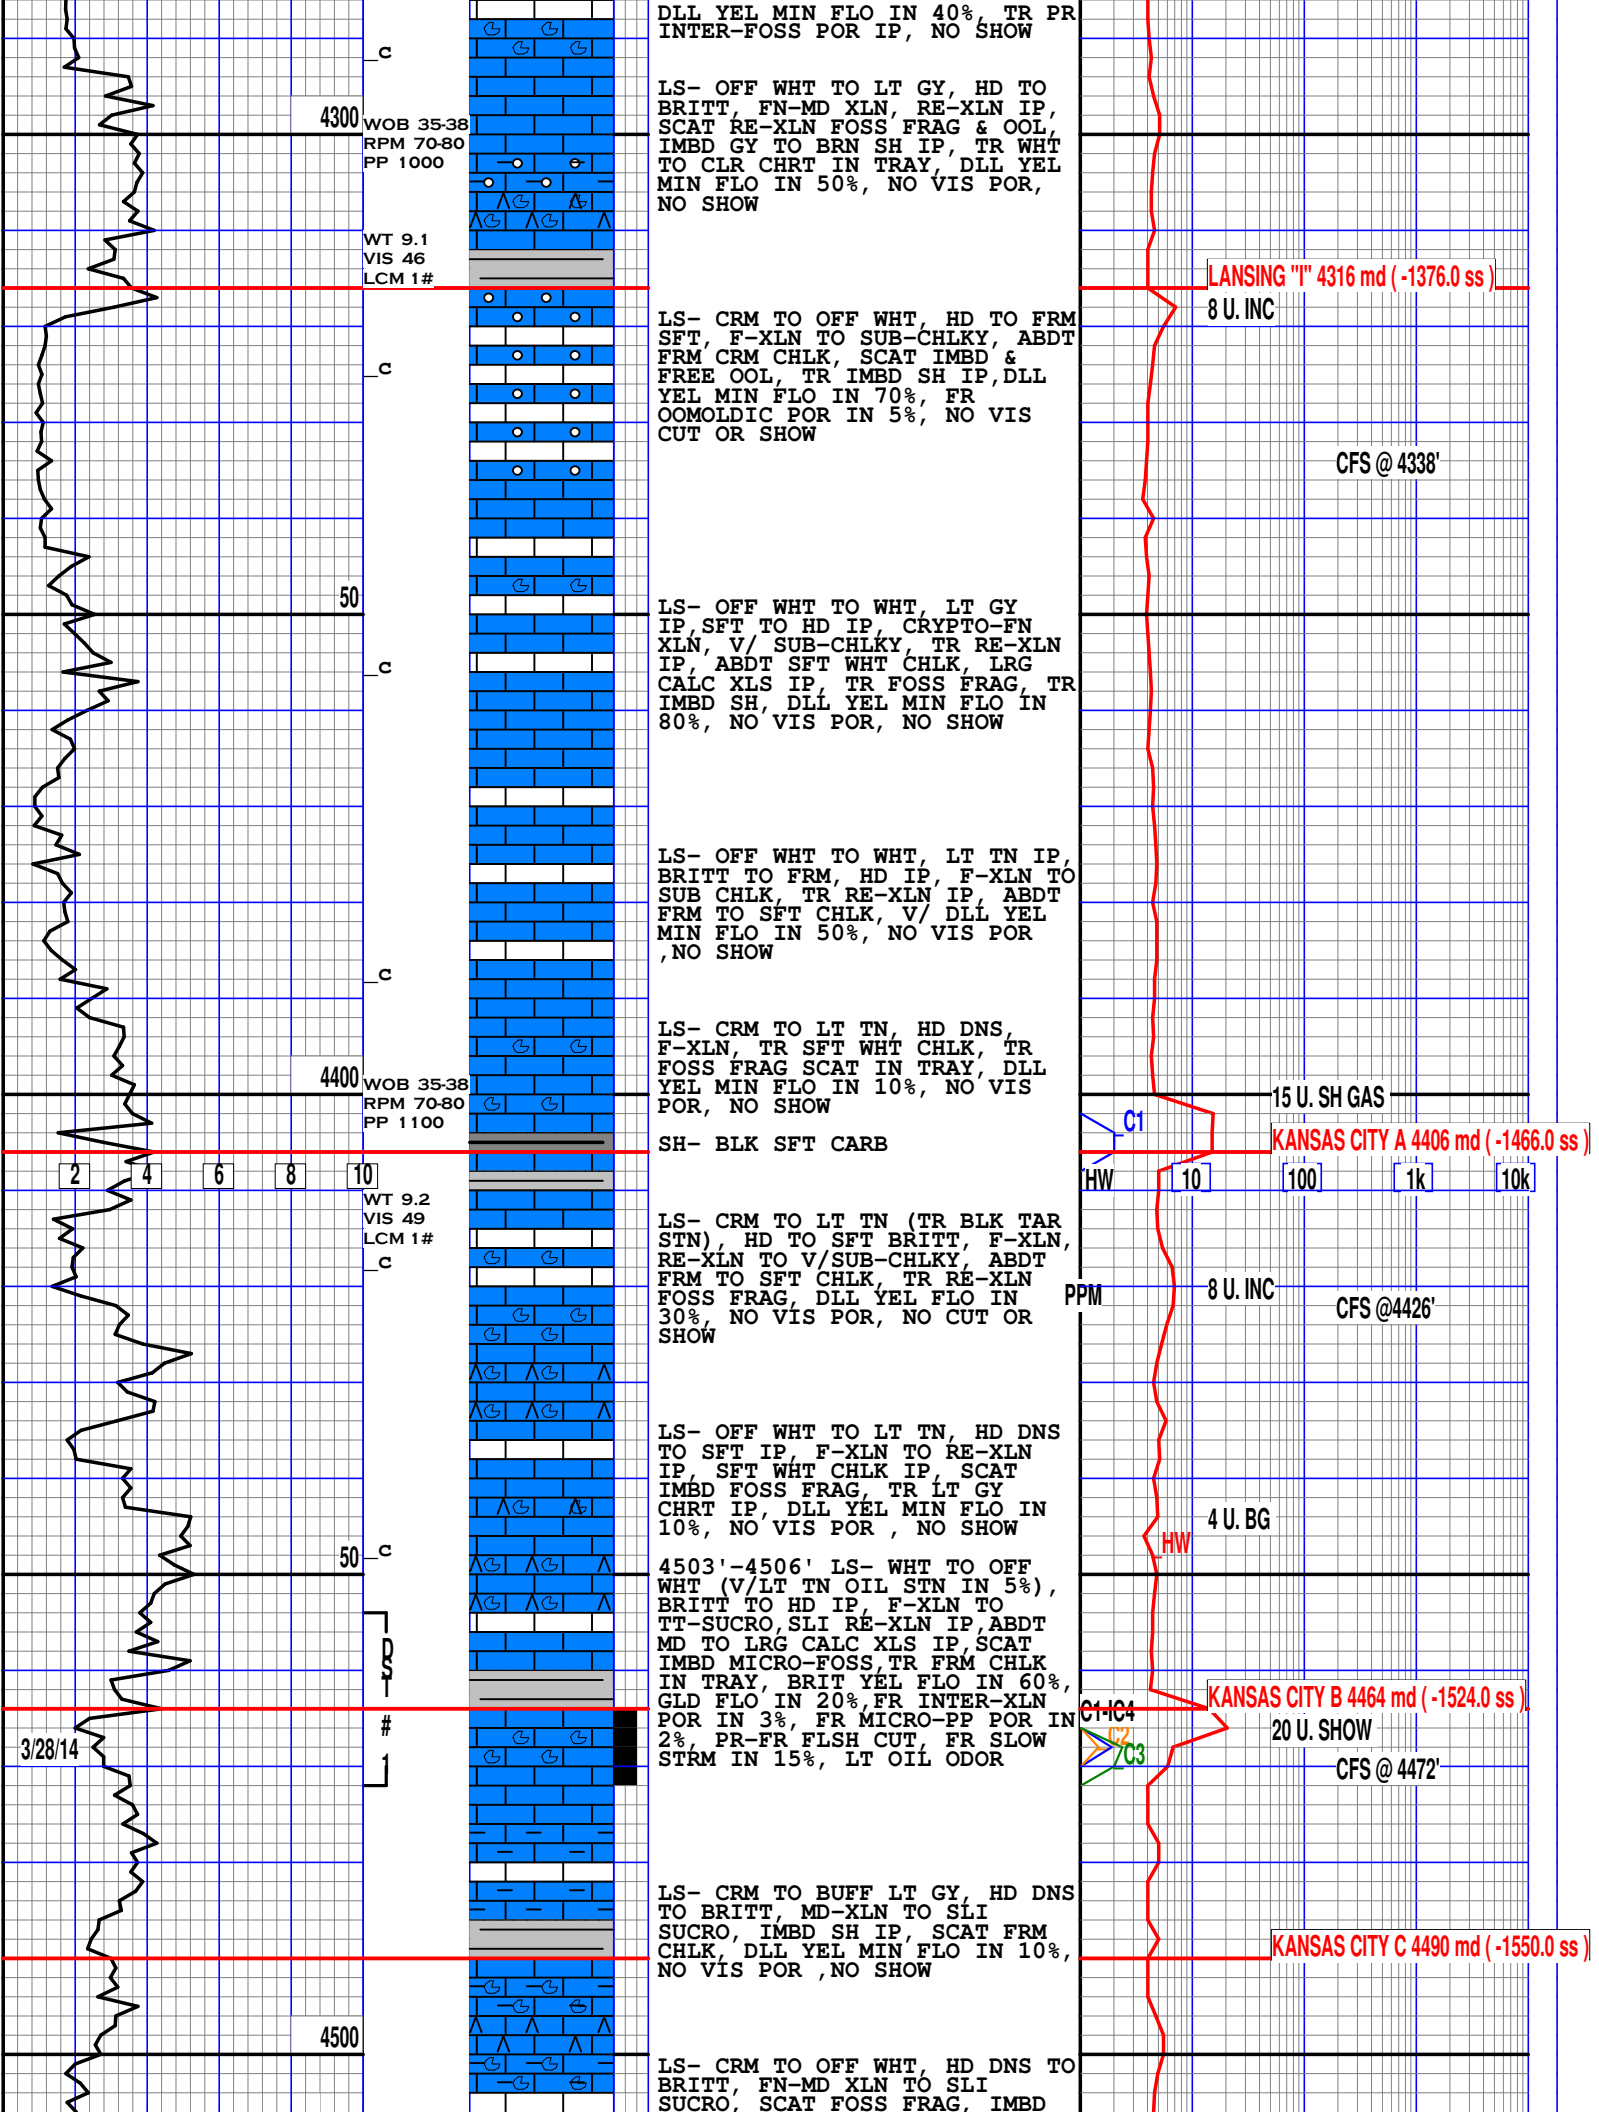 DLL YEL MIN FLO IN 40%, TR PR
INTER-FOSS POR IP, NO SHOW
C
LS- OFF WHT TO LT GY, HD TO
BRITT, FN-MD XLN, RE-XLN IP,
SCAT RE-XLN FOSS FRAG & OOL,
IMBD GY TO BRN SH IP, TR WHT
TO CLR CHRT IN TRAY, DLL YEL
MIN FLO IN 50%, NO VIS POR,
NO SHOW
4300
WOB 35-38
RPM 70-80
PP 1000
WT 9.1
VIS 46
LCM 1#
LANSING "I" 4316 md ( -1376.0 ss )
8 U. INC
LS- CRM TO OFF WHT, HD TO FRM
SFT, F-XLN TO SUB-CHLKY, ABDT
FRM CRM CHLK, SCAT IMBD &
FREE OOL, TR IMBD SH IP,DLL
YEL MIN FLO IN 70%, FR
OOMOLDIC POR IN 5%, NO VIS
CUT OR SHOW
C
CFS @ 4338'
50
LS- OFF WHT TO WHT, LT GY
IP,SFT TO HD IP, CRYPTO-FN
XLN, V/ SUB-CHLKY, TR RE-XLN
IP, ABDT SFT WHT CHLK, LRG
CALC XLS IP, TR FOSS FRAG, TR
IMBD SH, DLL YEL MIN FLO IN
80%, NO VIS POR, NO SHOW
C
LS- OFF WHT TO WHT, LT TN IP,
BRITT TO FRM, HD IP, F-XLN TO
SUB CHLK, TR RE-XLN IP, ABDT
FRM TO SFT CHLK, V/ DLL YEL
MIN FLO IN 50%, NO VIS POR
,NO SHOW
C
LS- CRM TO LT TN, HD DNS,
F-XLN, TR SFT WHT CHLK, TR
FOSS FRAG SCAT IN TRAY, DLL
YEL MIN FLO IN 10%, NO VIS
POR, NO SHOW
4400
WOB 35-38
RPM 70-80
PP 1100
15 U. SH GAS
C1
SH- BLK SFT CARB
KANSAS CITY A 4406 md ( -1466.0 ss )
2 4 6 8 10
HW 10 100 1k 10k
WT 9.2
VIS 49
LCM 1#
C
LS- CRM TO LT TN (TR BLK TAR
STN), HD TO SFT BRITT, F-XLN,
RE-XLN TO V/SUB-CHLKY, ABDT
FRM TO SFT CHLK, TR RE-XLN
FOSS FRAG, DLL YEL FLO IN
30%, NO VIS POR, NO CUT OR
SHOW
PPM
8 U. INC
CFS @4426'
LS- OFF WHT TO LT TN, HD DNS
TO SFT IP, F-XLN TO RE-XLN
IP, SFT WHT CHLK IP, SCAT
IMBD FOSS FRAG, TR LT GY
CHRT IP, DLL YEL MIN FLO IN
10%, NO VIS POR , NO SHOW
4 U. BG
HW
50
C
4503'-4506' LS- WHT TO OFF
WHT (V/LT TN OIL STN IN 5%),
BRITT TO HD IP, F-XLN TO
TT-SUCRO,SLI RE-XLN IP,ABDT
MD TO LRG CALC XLS IP,SCAT
IMBD MICRO-FOSS,TR FRM CHLK
IN TRAY, BRIT YEL FLO IN 60%,
GLD FLO IN 20%,FR INTER-XLN
POR IN 3%, FR MICRO-PP POR IN
2%, PR-FR FLSH CUT, FR SLOW
STRM IN 15%, LT OIL ODOR
DST # 1
KANSAS CITY B 4464 md ( -1524.0 ss )
C1-IC4
C2
C3
20 U. SHOW
3/28/14
CFS @ 4472'
LS- CRM TO BUFF LT GY, HD DNS
TO BRITT, MD-XLN TO SLI
SUCRO, IMBD SH IP, SCAT FRM
CHLK, DLL YEL MIN FLO IN 10%,
NO VIS POR ,NO SHOW
KANSAS CITY C 4490 md ( -1550.0 ss )
4500
LS- CRM TO OFF WHT, HD DNS TO
BRITT, FN-MD XLN TO SLI
SUCRO, SCAT FOSS FRAG, IMBD